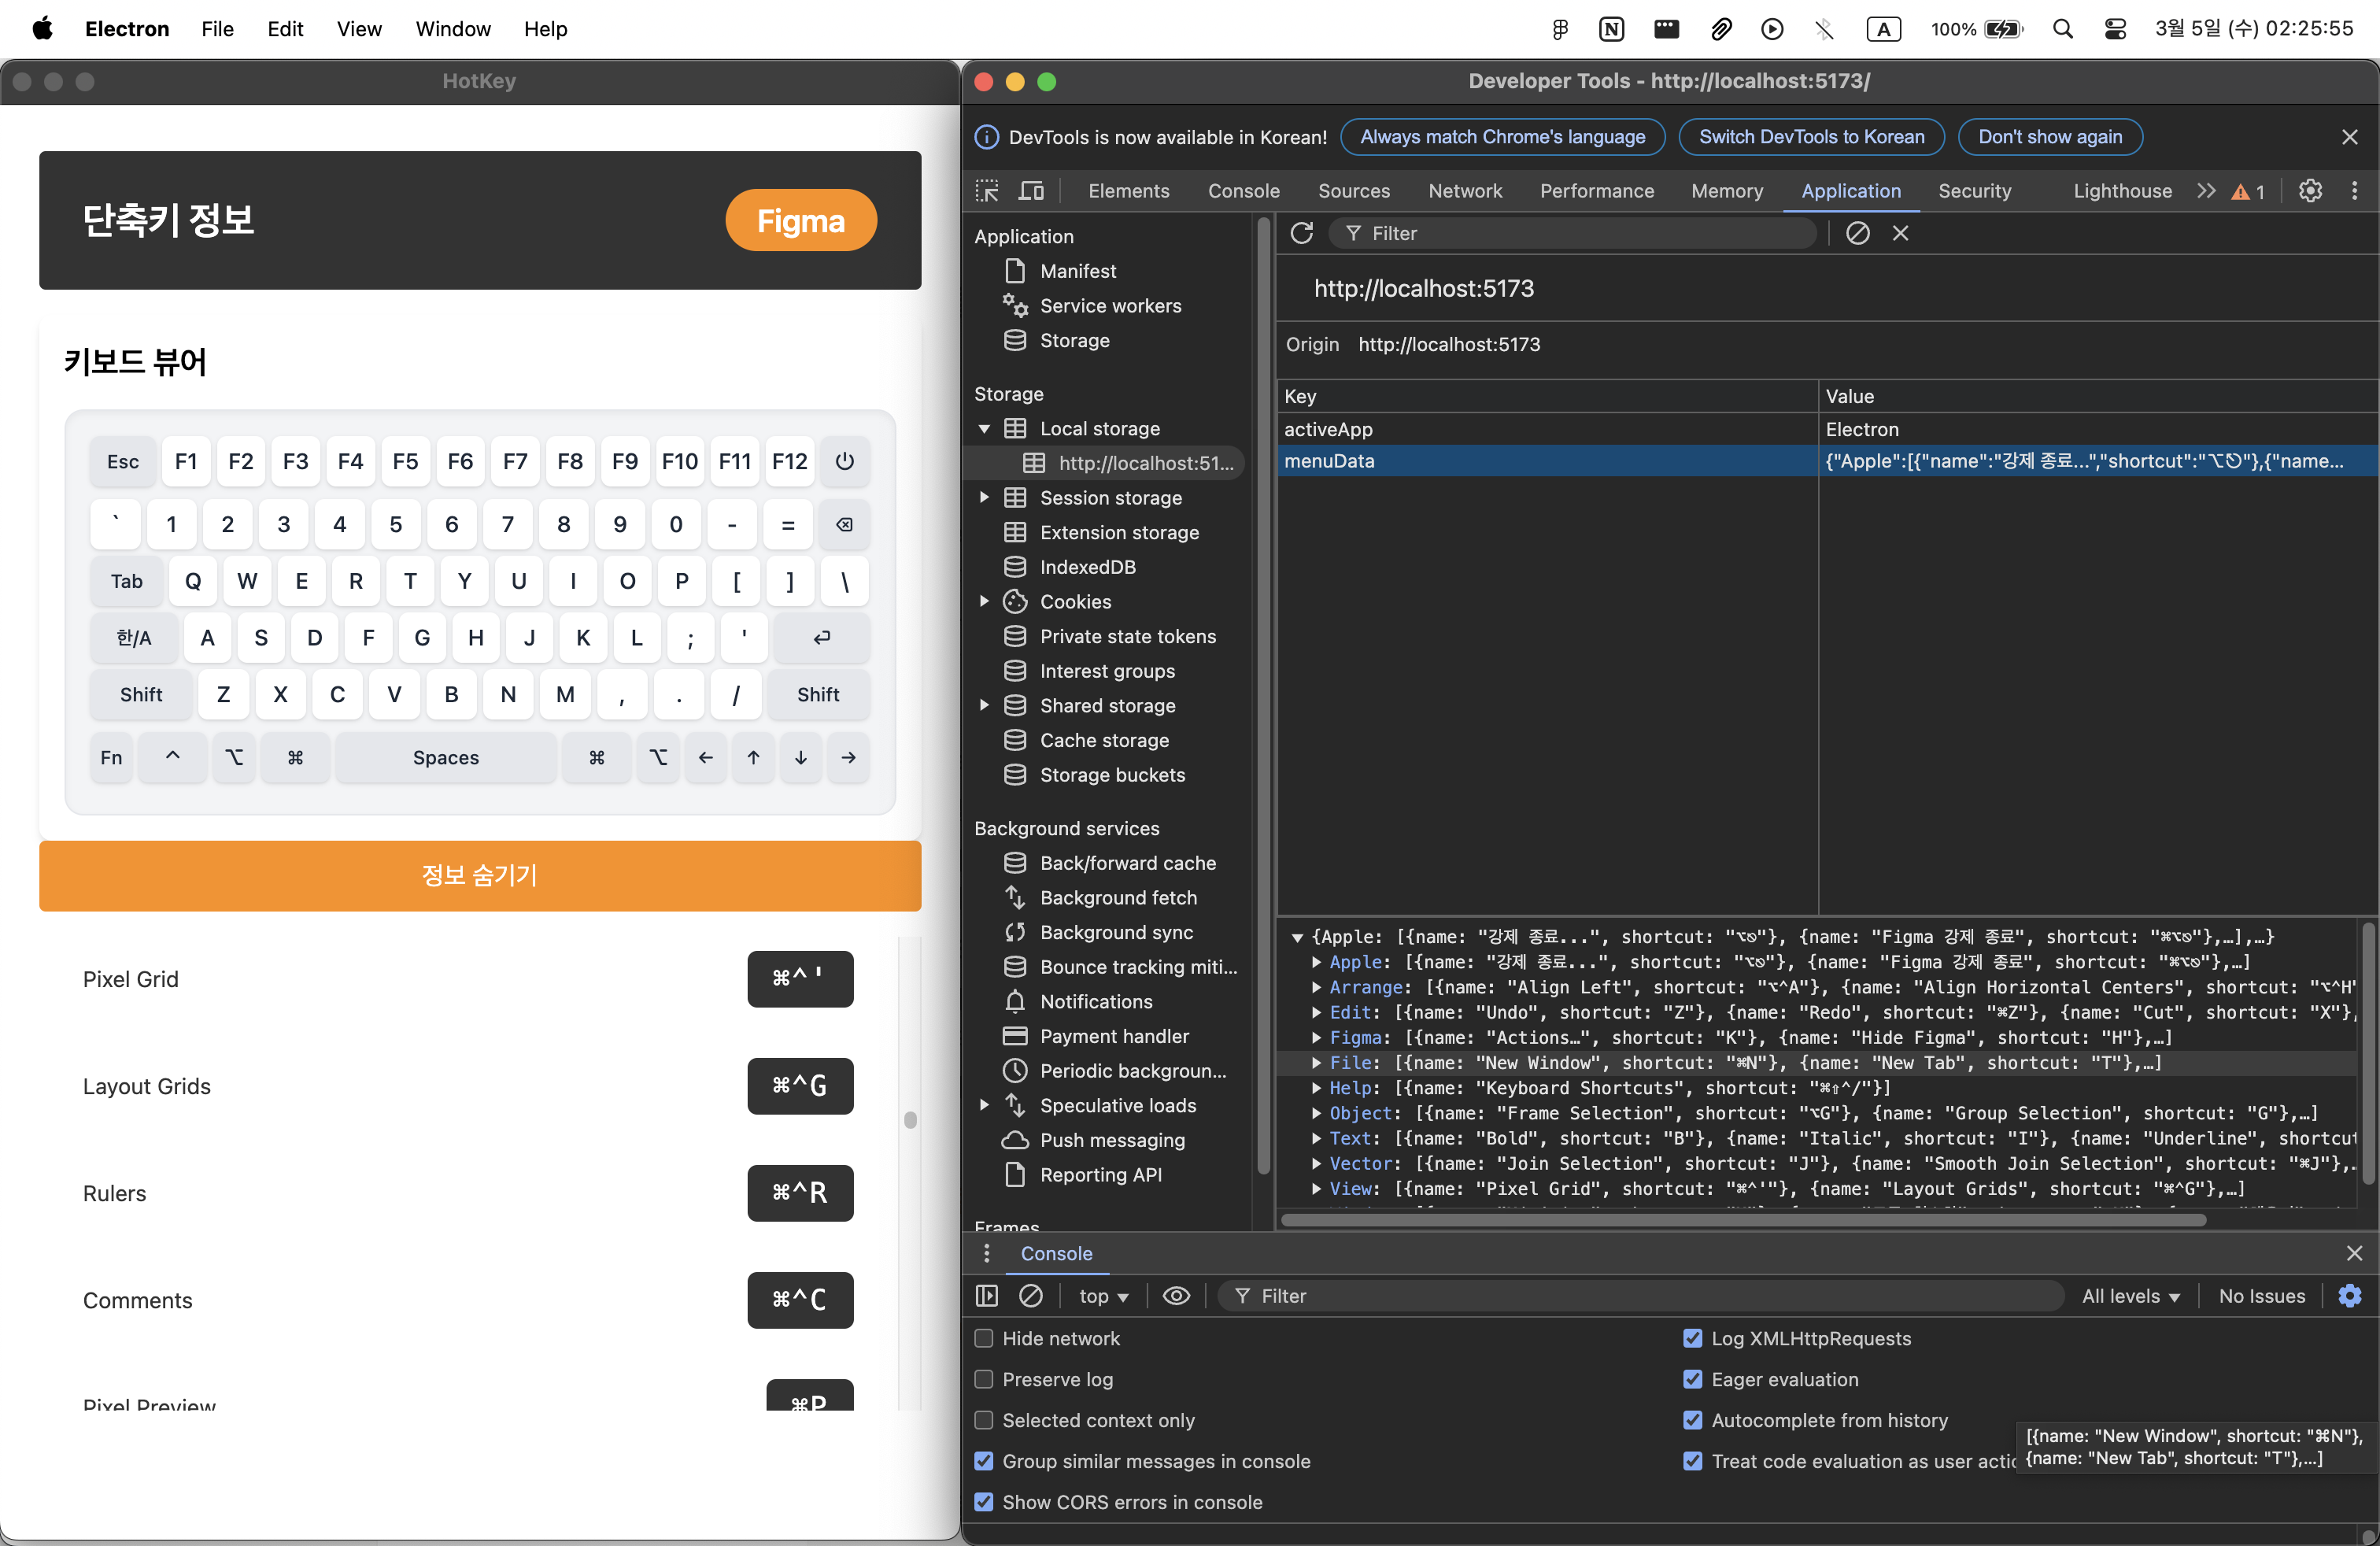 Electron File Edit View Window Help
A 100% 3월 5일 (수) 02:25:55
HotKey
단축키 정보
Figma
키보드 뷰어
Esc F1 F2 F3 F4 F5 F6 F7 F8 F9 F10 F11 F12
` 1 2 3 4 5 6 7 8 9 0 - =
Tab Q W E R T Y U I O P [ ] \
한/A A S D F G H J K L ; '
Shift Z X C V B N M , . / Shift
Fn ^ ⌥ ⌘ Spaces ⌘ ⌥ ← ↑ ↓ →
정보 숨기기
Pixel Grid ⌘^'
Layout Grids ⌘^G
Rulers ⌘^R
Comments ⌘^C
Pixel Preview ⌘P
Developer Tools - http://localhost:5173/
DevTools is now available in Korean! Always match Chrome's language Switch DevTools to Korean Don't show again
Elements Console Sources Network Performance Memory Application Security Lighthouse 1
Application
Manifest
Service workers
Storage
Storage
Local storage
http://localhost:51...
Session storage
Extension storage
IndexedDB
Cookies
Private state tokens
Interest groups
Shared storage
Cache storage
Storage buckets
Background services
Back/forward cache
Background fetch
Background sync
Bounce tracking miti...
Notifications
Payment handler
Periodic backgroun...
Speculative loads
Push messaging
Reporting API
Frames
Filter
http://localhost:5173
Origin http://localhost:5173
Key Value
activeApp Electron
menuData {"Apple":[{"name":"강제 종료...","shortcut":"⌥⎋"},{"name...
{Apple: [{name: "강제 종료...", shortcut: "⌥⎋"}, {name: "Figma 강제 종료", shortcut: "⌘⌥⎋"},…],…}
Apple: [{name: "강제 종료...", shortcut: "⌥⎋"}, {name: "Figma 강제 종료", shortcut: "⌘⌥⎋"},…]
Arrange: [{name: "Align Left", shortcut: "⌥^A"}, {name: "Align Horizontal Centers", shortcut: "⌥^H"
Edit: [{name: "Undo", shortcut: "Z"}, {name: "Redo", shortcut: "⌘Z"}, {name: "Cut", shortcut: "X"},
Figma: [{name: "Actions…", shortcut: "K"}, {name: "Hide Figma", shortcut: "H"},…]
File: [{name: "New Window", shortcut: "⌘N"}, {name: "New Tab", shortcut: "T"},…]
Help: [{name: "Keyboard Shortcuts", shortcut: "⌘⇧^/"}]
Object: [{name: "Frame Selection", shortcut: "⌥G"}, {name: "Group Selection", shortcut: "G"},…]
Text: [{name: "Bold", shortcut: "B"}, {name: "Italic", shortcut: "I"}, {name: "Underline", shortcut
Vector: [{name: "Join Selection", shortcut: "J"}, {name: "Smooth Join Selection", shortcut: "⌘J"},…
View: [{name: "Pixel Grid", shortcut: "⌘^'"}, {name: "Layout Grids", shortcut: "⌘^G"},…]
Console
top Filter All levels No Issues
Hide network Log XMLHttpRequests
Preserve log Eager evaluation
Selected context only Autocomplete from history
Group similar messages in console Treat code evaluation as user actio
Show CORS errors in console
[{name: "New Window", shortcut: "⌘N"},
{name: "New Tab", shortcut: "T"},…]